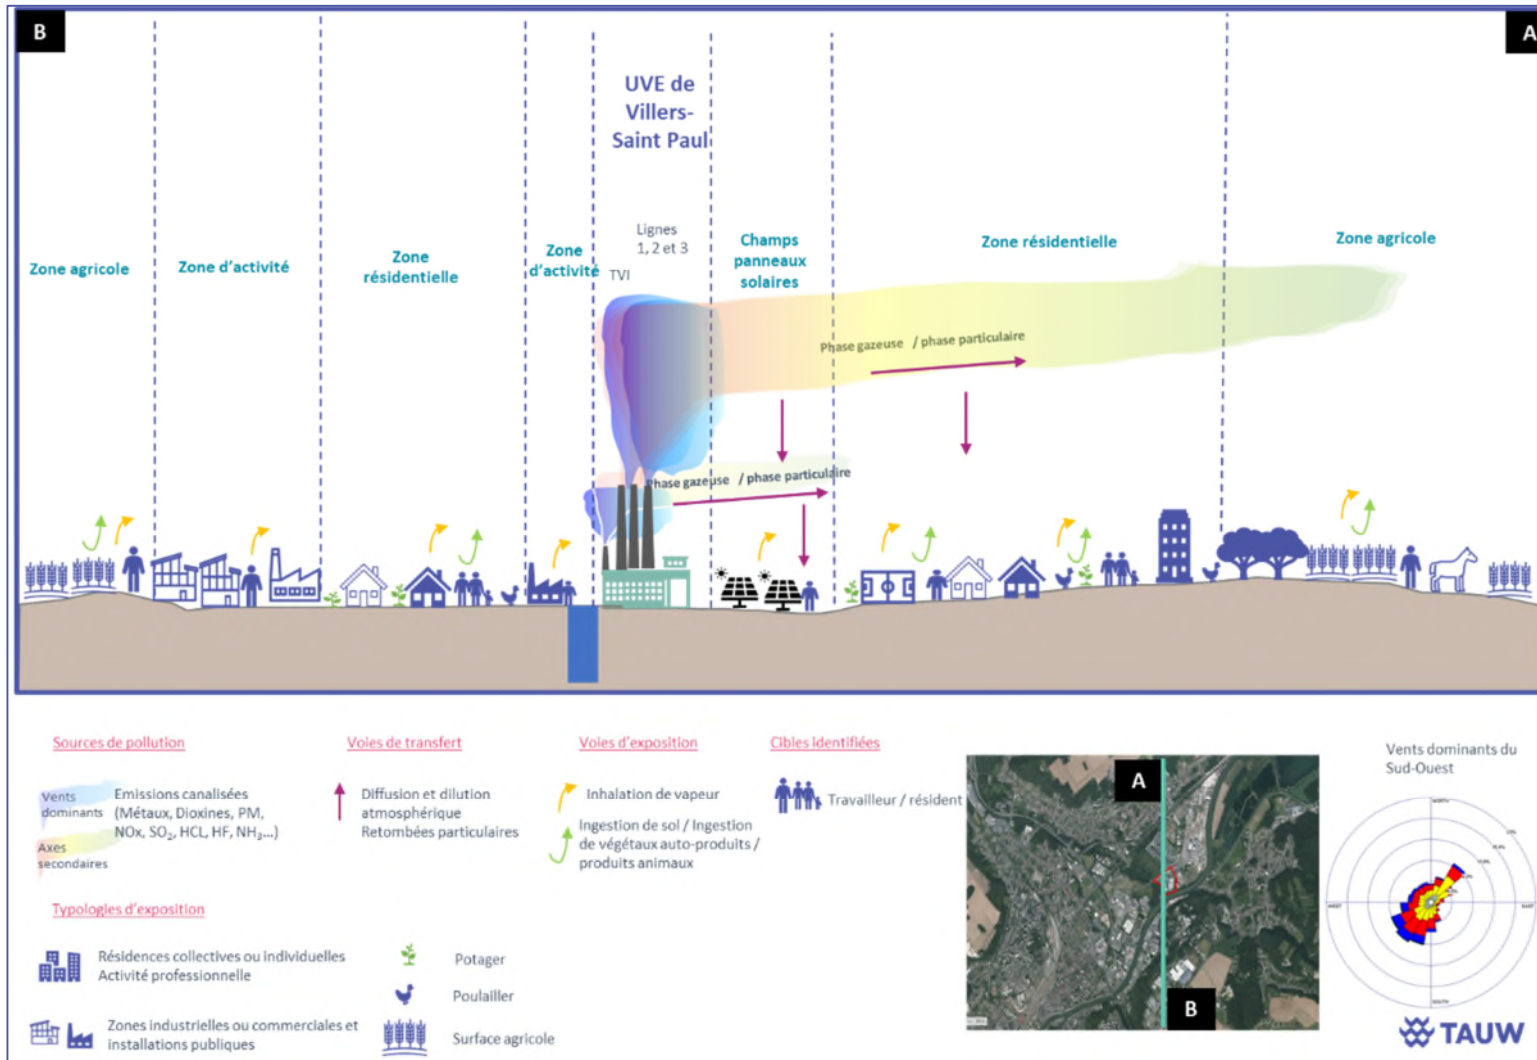 B
A
UVE de
Villers-
Saint Paul
Lignes
1, 2 et 3
TVI
Zone agricole
Zone d'activité
Zone
résidentielle
Zone
d'activité
Champs
panneaux
solaires
Zone résidentielle
Zone agricole
Phase gazeuse / phase particulaire
Phase gazeuse / phase particulaire
Sources de pollution
Vents
dominants
Axes
secondaires
Emissions canalisées
(Métaux, Dioxines, PM,
NOx, SO₂, HCL, HF, NH₃...)
Voies de transfert
Diffusion et dilution
atmosphérique
Retombées particulaires
Voies d'exposition
Inhalation de vapeur
Ingestion de sol / Ingestion
de végétaux auto-produits /
produits animaux
Cibles identifiées
Travailleur / résident
Typologies d'exposition
Résidences collectives ou individuelles
Activité professionnelle
Zones industrielles ou commerciales et
installations publiques
Potager
Poulailler
Surface agricole
A
B
Vents dominants du
Sud-Ouest
NORTH
WEST
EAST
SOUTH
TAUW